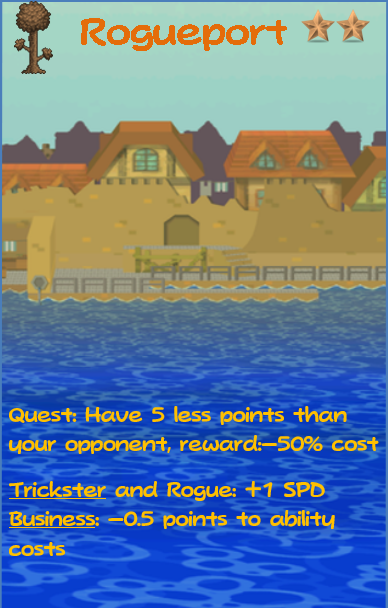 Rogueport
Quest: Have 5 less points than
your opponent, reward:–50% cost
Trickster and Rogue: +1 SPD
Business: –0.5 points to ability
costs